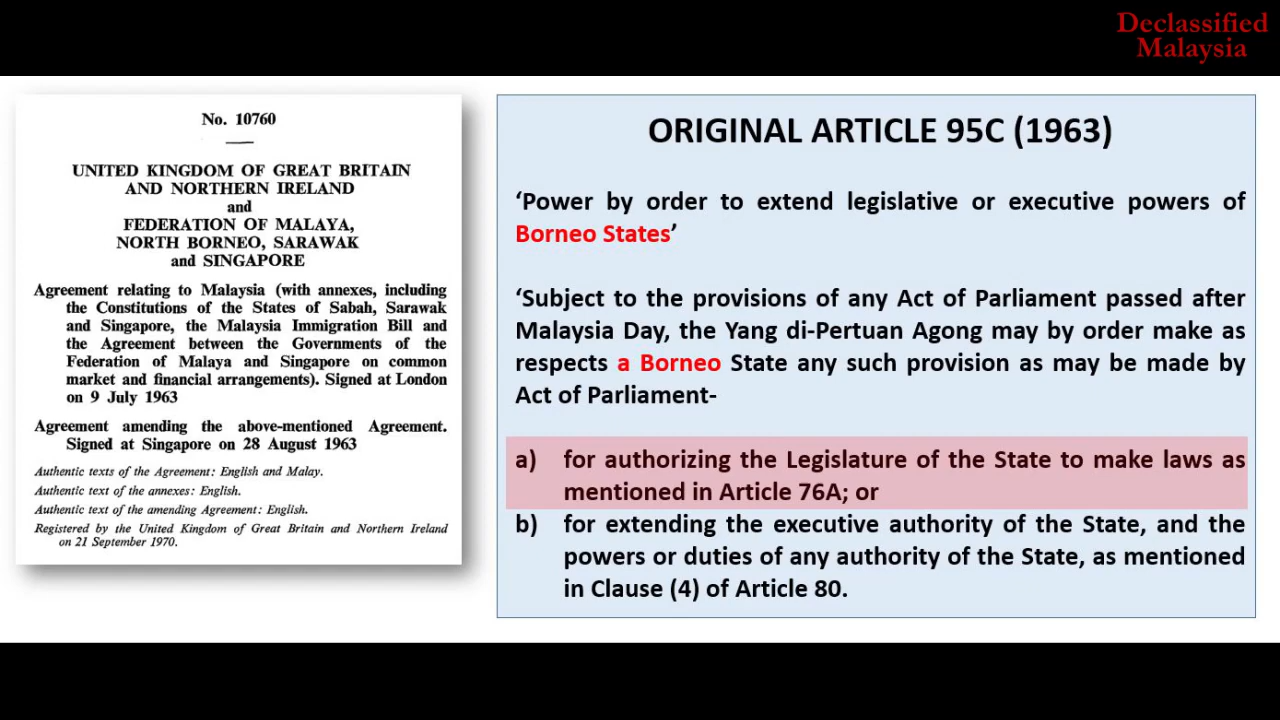 Declassified
Malaysia
No. 10760
UNITED KINGDOM OF GREAT BRITAIN
AND NORTHERN IRELAND
and
FEDERATION OF MALAYA,
NORTH BORNEO, SARAWAK
and SINGAPORE
Agreement relating to Malaysia (with annexes, including
the Constitutions of the States of Sabah, Sarawak
and Singapore, the Malaysia Immigration Bill and
the Agreement between the Governments of the
Federation of Malaya and Singapore on common
market and financial arrangements). Signed at London
on 9 July 1963
Agreement amending the above-mentioned Agreement.
Signed at Singapore on 28 August 1963
Authentic texts of the Agreement: English and Malay.
Authentic text of the annexes: English.
Authentic text of the amending Agreement: English.
Registered by the United Kingdom of Great Britain and Northern Ireland
on 21 September 1970.
ORIGINAL ARTICLE 95C (1963)
‘Power by order to extend legislative or executive powers of
Borneo States’
‘Subject to the provisions of any Act of Parliament passed after
Malaysia Day, the Yang di-Pertuan Agong may by order make as
respects a Borneo State any such provision as may be made by
Act of Parliament-
a) for authorizing the Legislature of the State to make laws as
mentioned in Article 76A; or
b) for extending the executive authority of the State, and the
powers or duties of any authority of the State, as mentioned
in Clause (4) of Article 80.